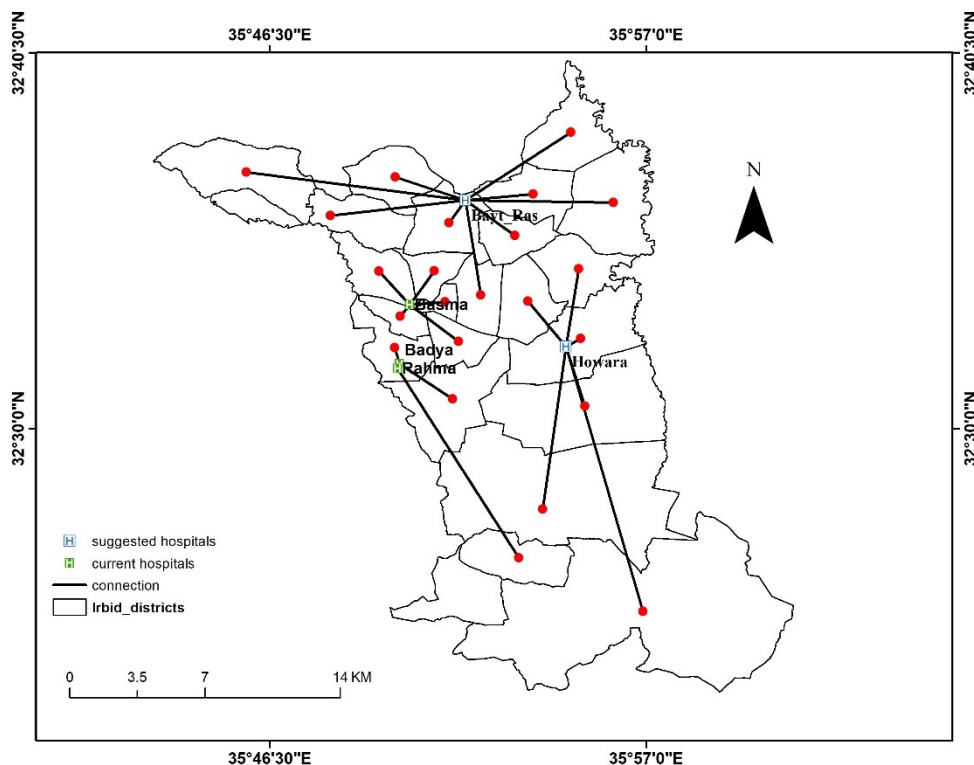 35°46'30"E
35°57'0"E
32°40'30"N
32°40'30"N
N
H
Bayt_Ras
H
Basma
Badya
H
Howara
H
Rahma
32°30'0"N
32°30'0"N
H suggested hospitals
H current hospitals
connection
Irbid_districts
0 3.5 7 14 KM
35°46'30"E
35°57'0"E